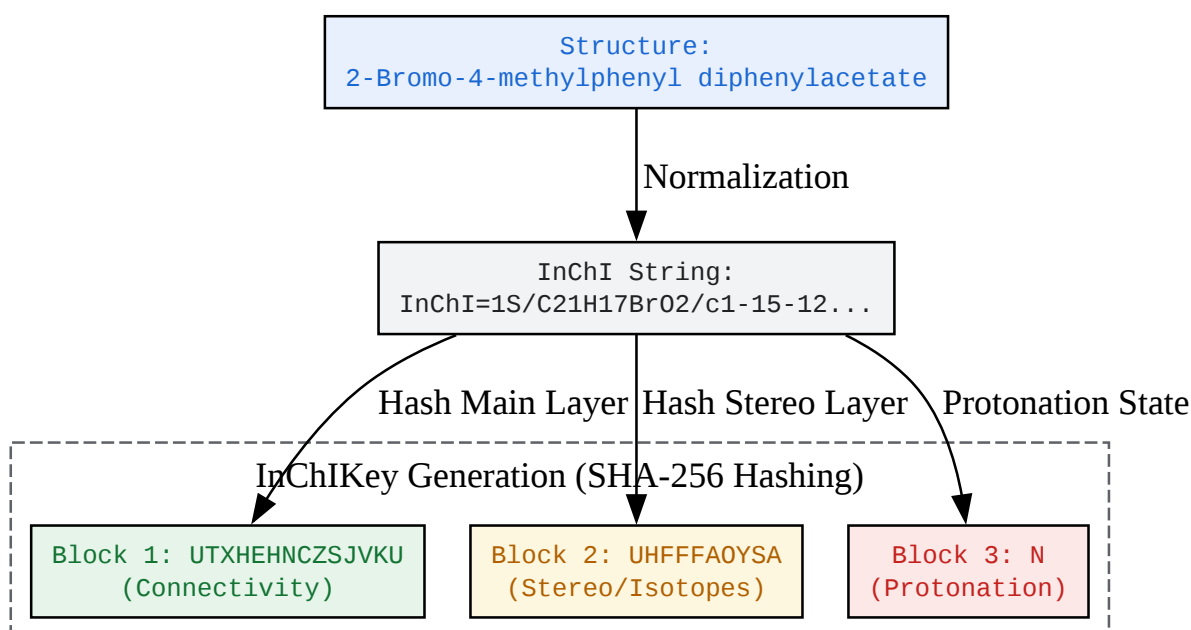 Structure:
2-Bromo-4-methylphenyl diphenylacetate
Normalization
InChI String:
InChI=1S/C21H17BrO2/c1-15-12...
Hash Main Layer
Hash Stereo Layer
Protonation State
InChIKey Generation (SHA-256 Hashing)
Block 1: UTXHEHNCZSJVKU
(Connectivity)
Block 2: UHFFFAOYSA
(Stereo/Isotopes)
Block 3: N
(Protonation)